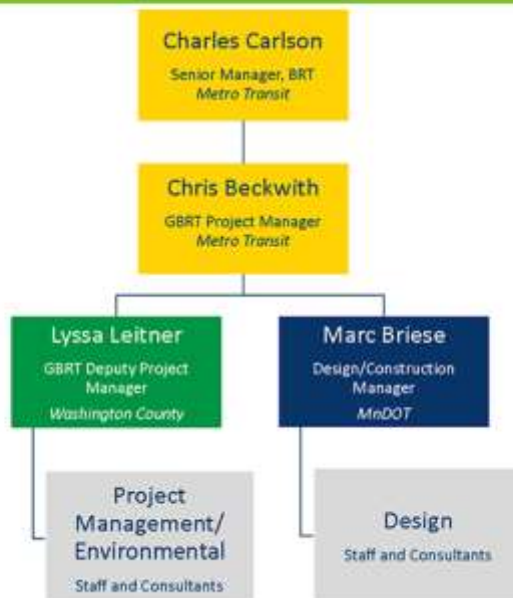 Charles Carlson
Senior Manager, BRT
Metro Transit
Chris Beckwith
GBRT Project Manager
Metro Transit
Lyssa Leitner
GBRT Deputy Project
Manager
Washington County
Marc Briese
Design/Construction
Manager
MnDOT
Project
Management/
Environmental
Staff and Consultants
Design
Staff and Consultants